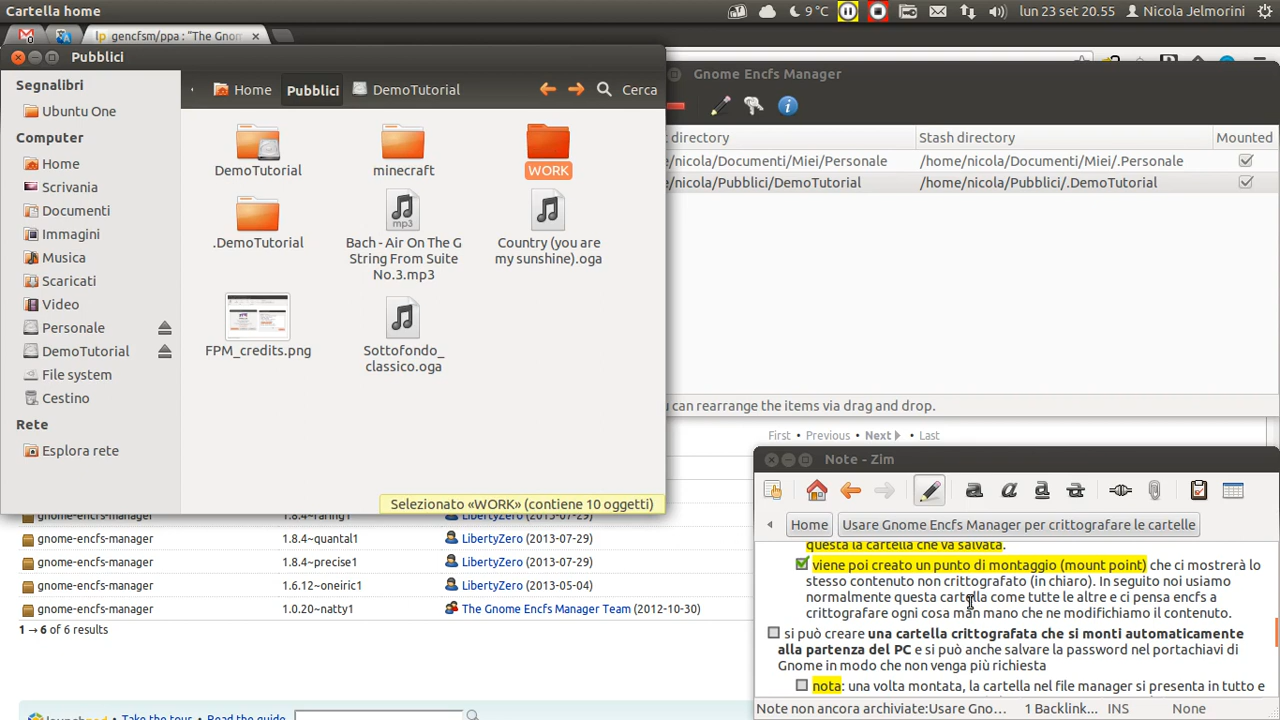 Cartella home
9 °C
lun 23 set 20.55
Nicola Jelmorini
gencfsm/ppa : "The Gnom
Pubblici
Segnalibri
Ubuntu One
Computer
Home
Scrivania
Documenti
Immagini
Musica
Scaricati
Video
Personale
DemoTutorial
File system
Cestino
Rete
Esplora rete
Home
Pubblici
DemoTutorial
Cerca
DemoTutorial
minecraft
WORK
.DemoTutorial
mp3
Bach - Air On The G
String From Suite
No.3.mp3
Country (you are
my sunshine).oga
FPM_credits.png
Sottofondo_
classico.oga
Selezionato «WORK» (contiene 10 oggetti)
Gnome Encfs Manager
directory
Stash directory
Mounted
/nicola/Documenti/Miei/Personale
/home/nicola/Documenti/Miei/.Personale
/nicola/Pubblici/DemoTutorial
/home/nicola/Pubblici/.DemoTutorial
can rearrange the items via drag and drop.
First • Previous • Next • Last
gnome-encfs-manager 1.8.4~raring1 LibertyZero (2013-07-29)
gnome-encfs-manager 1.8.4~quantal1 LibertyZero (2013-07-29)
gnome-encfs-manager 1.8.4~precise1 LibertyZero (2013-07-29)
gnome-encfs-manager 1.6.12~oneiric1 LibertyZero (2013-05-04)
gnome-encfs-manager 1.0.20~natty1 The Gnome Encfs Manager Team (2012-10-30)
1 → 6 of 6 results
Take the tour • Read the guide
Note - Zim
Home
Usare Gnome Encfs Manager per crittografare le cartelle
questa la cartella che va salvata.
viene poi creato un punto di montaggio (mount point) che ci mostrerà lo
stesso contenuto non crittografato (in chiaro). In seguito noi usiamo
normalmente questa cartella come tutte le altre e ci pensa encfs a
crittografare ogni cosa man mano che ne modifichiamo il contenuto.
si può creare una cartella crittografata che si monti automaticamente
alla partenza del PC e si può anche salvare la password nel portachiavi di
Gnome in modo che non venga più richiesta
nota: una volta montata, la cartella nel file manager si presenta in tutto e
Note non ancora archiviate:Usare Gno...
1 Backlink...
INS
None